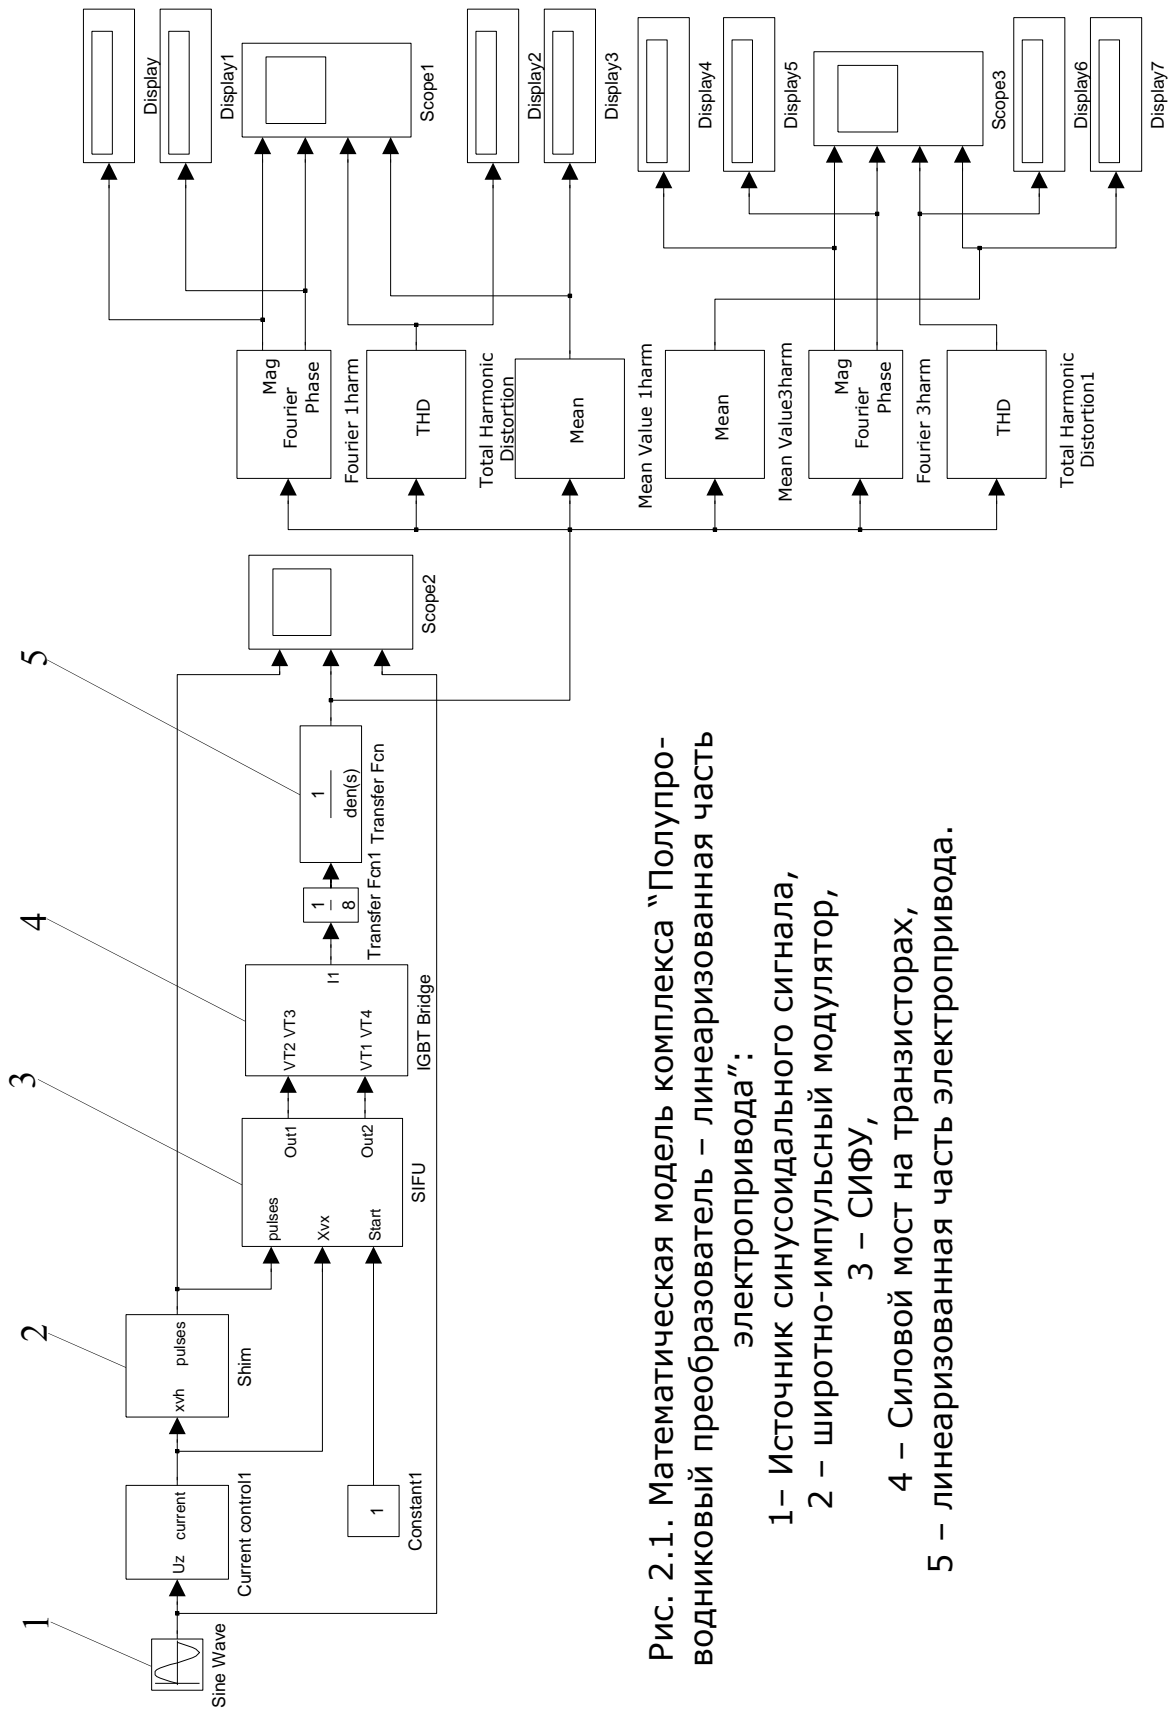 1
2
3
4
5
Sine Wave
Uz current
Current control1
1
Constant1
xvh pulses
Shim
pulses
Xvx
Start
Out1
Out2
SIFU
VT2 VT3
VT1 VT4
I1
IGBT Bridge
1
8
Transfer Fcn1
1
den(s)
Transfer Fcn
Scope2
Mag
Fourier
Phase
Fourier 1harm
THD
Total Harmonic
Distortion
Mean
Mean Value 1harm
Mean
Mean Value3harm
Mag
Fourier
Phase
Fourier 3harm
THD
Total Harmonic
Distortion1
Display
Display1
Scope1
Display2
Display3
Display4
Display5
Scope3
Display6
Display7
Рис. 2.1. Математическая модель комплекса “Полупро-
водниковый преобразователь – линеаризованная часть
электропривода”:
1– Источник синусоидального сигнала,
2 – широтно-импульсный модулятор,
3 – СИФУ,
4 – Силовой мост на транзисторах,
5 – линеаризованная часть электропривода.